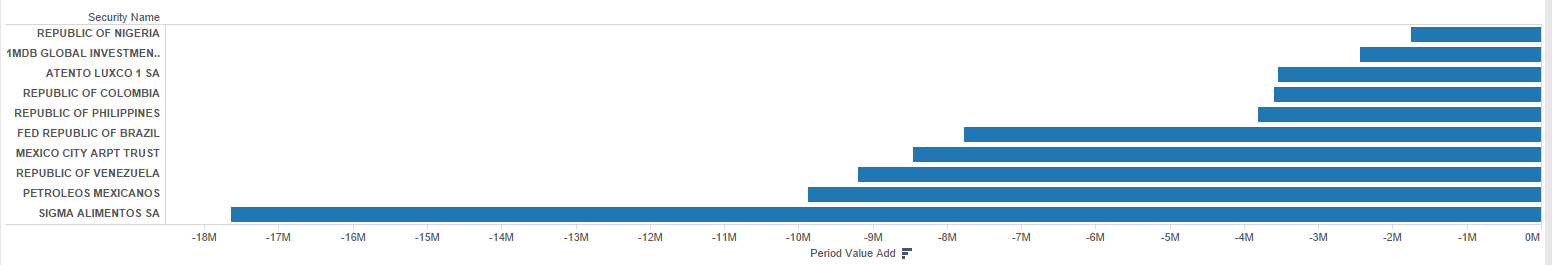 Security Name
REPUBLIC OF NIGERIA
1MDB GLOBAL INVESTMEN..
ATENTO LUXCO 1 SA
REPUBLIC OF COLOMBIA
REPUBLIC OF PHILIPPINES
FED REPUBLIC OF BRAZIL
MEXICO CITY ARPT TRUST
REPUBLIC OF VENEZUELA
PETROLEOS MEXICANOS
SIGMA ALIMENTOS SA
-18M -17M -16M -15M -14M -13M -12M -11M -10M -9M -8M -7M -6M -5M -4M -3M -2M -1M 0M
Period Value Add